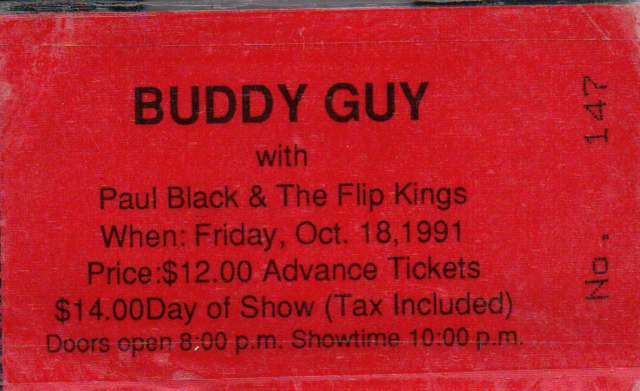 BUDDY GUY
with
Paul Black & The Flip Kings
When: Friday, Oct. 18,1991
Price:$12.00 Advance Tickets
$14.00Day of Show (Tax Included)
Doors open 8:00 p.m. Showtime 10:00 p.m.
No. 147